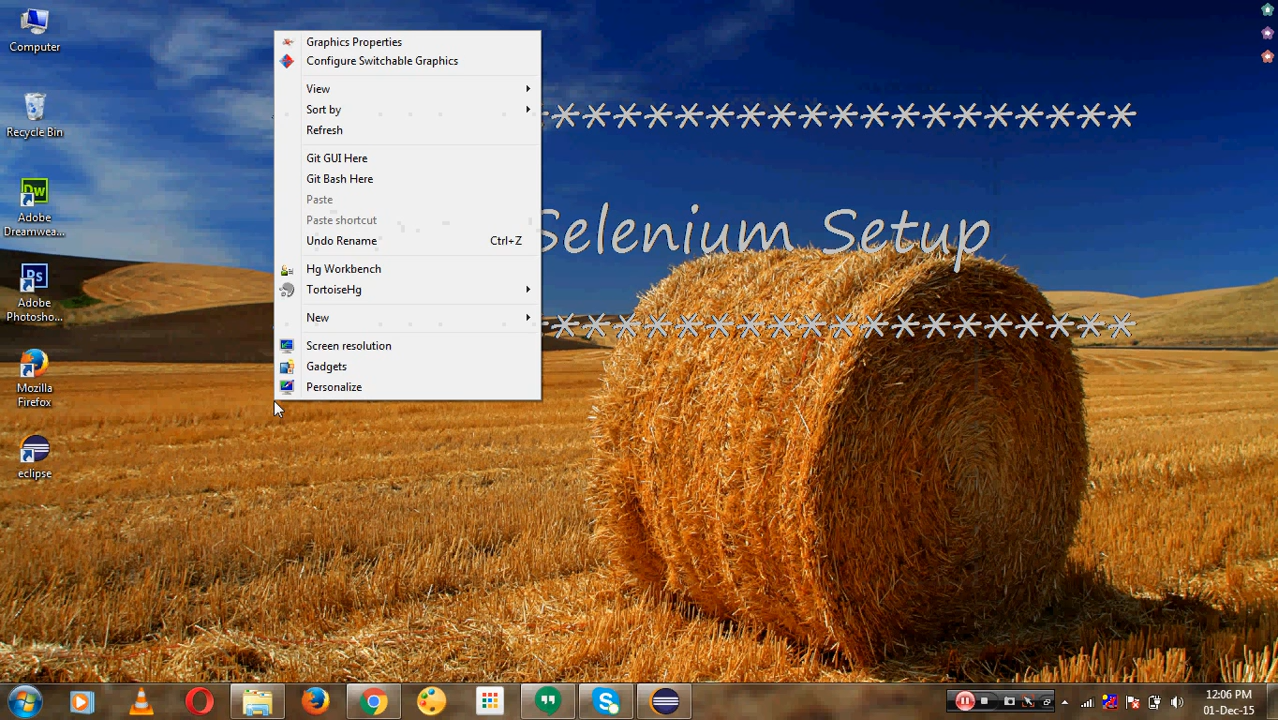 Computer
Recycle Bin
Dw
Adobe
Dreamwea...
Ps
Adobe
Photosho...
Mozilla
Firefox
eclipse
Graphics Properties
Configure Switchable Graphics
View
Sort by
Refresh
Git GUI Here
Git Bash Here
Paste
Paste shortcut
Undo Rename Ctrl+Z
Hg Workbench
TortoiseHg
New
Screen resolution
Gadgets
Personalize
********************
Selenium Setup
********************
12:06 PM
01-Dec-15